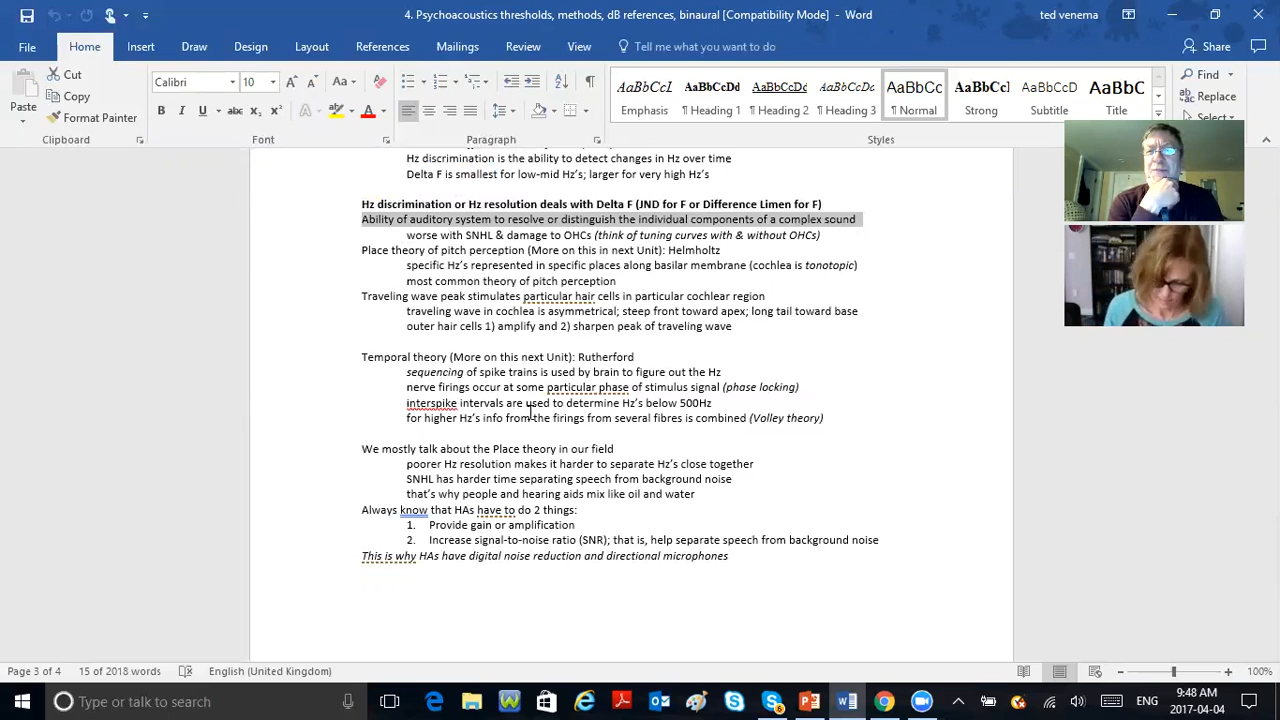 4. Psychoacoustics thresholds, methods, dB references, binaural [Compatibility Mode] - Word
ted venema
File Home Insert Draw Design Layout References Mailings Review View Tell me what you want to do Share
Paste
Cut
Copy
Format Painter
Clipboard
Calibri 10
Font
Paragraph
AaBbCcL AaBbCcDd AaBbCcDd AaBbCcDc AaBbCc AaBbCcI AaBbCcD AaBbC
Emphasis ¶ Heading 1 ¶ Heading 2 ¶ Heading 3 ¶ Normal Strong Subtitle Title
Styles
Find
Replace
Select
Hz discrimination is the ability to detect changes in Hz over time
Delta F is smallest for low-mid Hz's; larger for very high Hz's
Hz discrimination or Hz resolution deals with Delta F (JND for F or Difference Limen for F)
Ability of auditory system to resolve or distinguish the individual components of a complex sound
worse with SNHL & damage to OHCs (think of tuning curves with & without OHCs)
Place theory of pitch perception (More on this in next Unit): Helmholtz
specific Hz's represented in specific places along basilar membrane (cochlea is tonotopic)
most common theory of pitch perception
Traveling wave peak stimulates particular hair cells in particular cochlear region
traveling wave in cochlea is asymmetrical; steep front toward apex; long tail toward base
outer hair cells 1) amplify and 2) sharpen peak of traveling wave
Temporal theory (More on this next Unit): Rutherford
sequencing of spike trains is used by brain to figure out the Hz
nerve firings occur at some particular phase of stimulus signal (phase locking)
interspike intervals are used to determine Hz's below 500Hz
for higher Hz's info from the firings from several fibres is combined (Volley theory)
We mostly talk about the Place theory in our field
poorer Hz resolution makes it harder to separate Hz's close together
SNHL has harder time separating speech from background noise
that's why people and hearing aids mix like oil and water
Always know that HAs have to do 2 things:
1. Provide gain or amplification
2. Increase signal-to-noise ratio (SNR); that is, help separate speech from background noise
This is why HAs have digital noise reduction and directional microphones
Page 3 of 4 15 of 2018 words English (United Kingdom) 100%
Type or talk to search
ENG
9:48 AM
2017-04-04